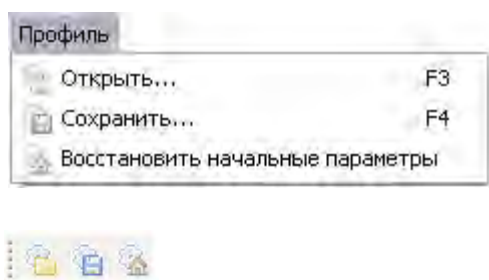 Профиль
Открыть... F3
Сохранить... F4
Восстановить начальные параметры